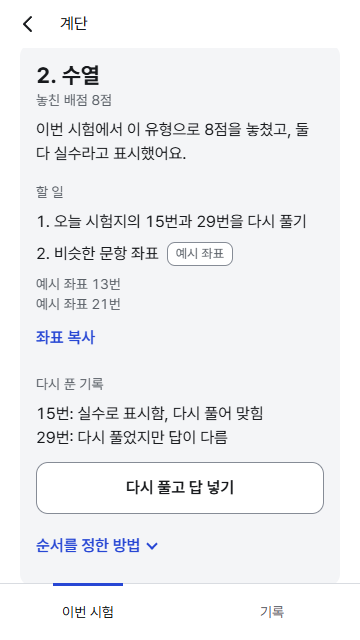 계단
2. 수열
놓친 배점 8점
이번 시험에서 이 유형으로 8점을 놓쳤고, 둘
다 실수라고 표시했어요.
할 일
1. 오늘 시험지의 15번과 29번을 다시 풀기
2. 비슷한 문항 좌표 예시 좌표
예시 좌표 13번
예시 좌표 21번
좌표 복사
다시 푼 기록
15번: 실수로 표시함, 다시 풀어 맞힘
29번: 다시 풀었지만 답이 다름
다시 풀고 답 넣기
순서를 정한 방법
이번 시험 기록